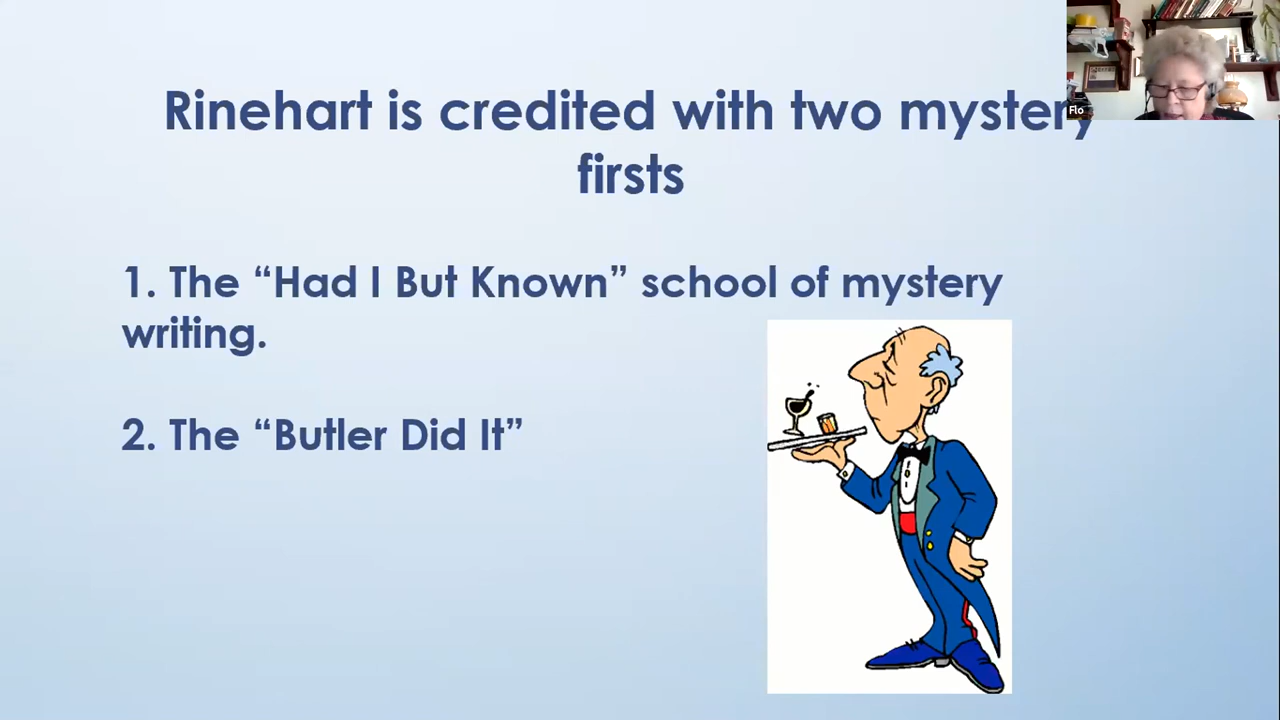 Rinehart is credited with two mystery
firsts
1. The “Had I But Known” school of mystery
writing.
2. The “Butler Did It”
Flo